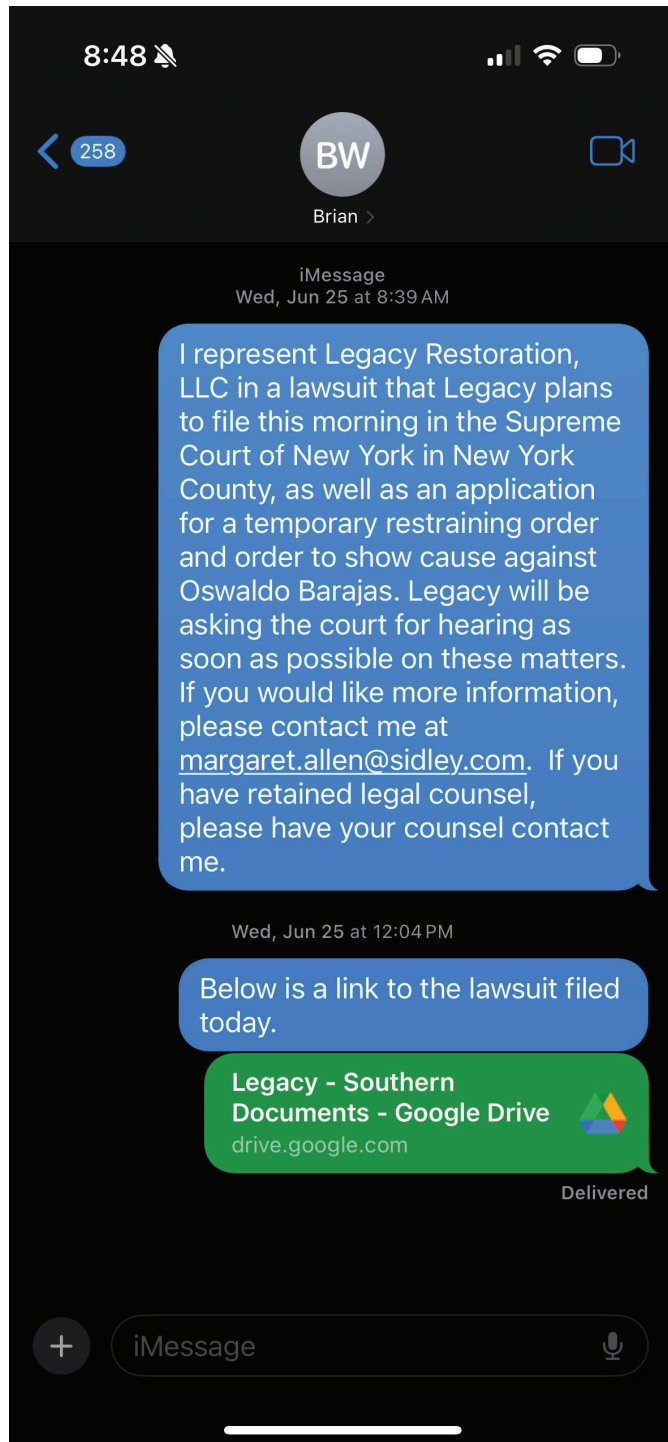 8:48
258
BW
Brian
iMessage
Wed, Jun 25 at 8:39 AM
I represent Legacy Restoration,
LLC in a lawsuit that Legacy plans
to file this morning in the Supreme
Court of New York in New York
County, as well as an application
for a temporary restraining order
and order to show cause against
Oswaldo Barajas. Legacy will be
asking the court for hearing as
soon as possible on these matters.
If you would like more information,
please contact me at
margaret.allen@sidley.com.  If you
have retained legal counsel,
please have your counsel contact
me.
Wed, Jun 25 at 12:04 PM
Below is a link to the lawsuit filed
today.
Legacy - Southern
Documents - Google Drive
drive.google.com
Delivered
iMessage